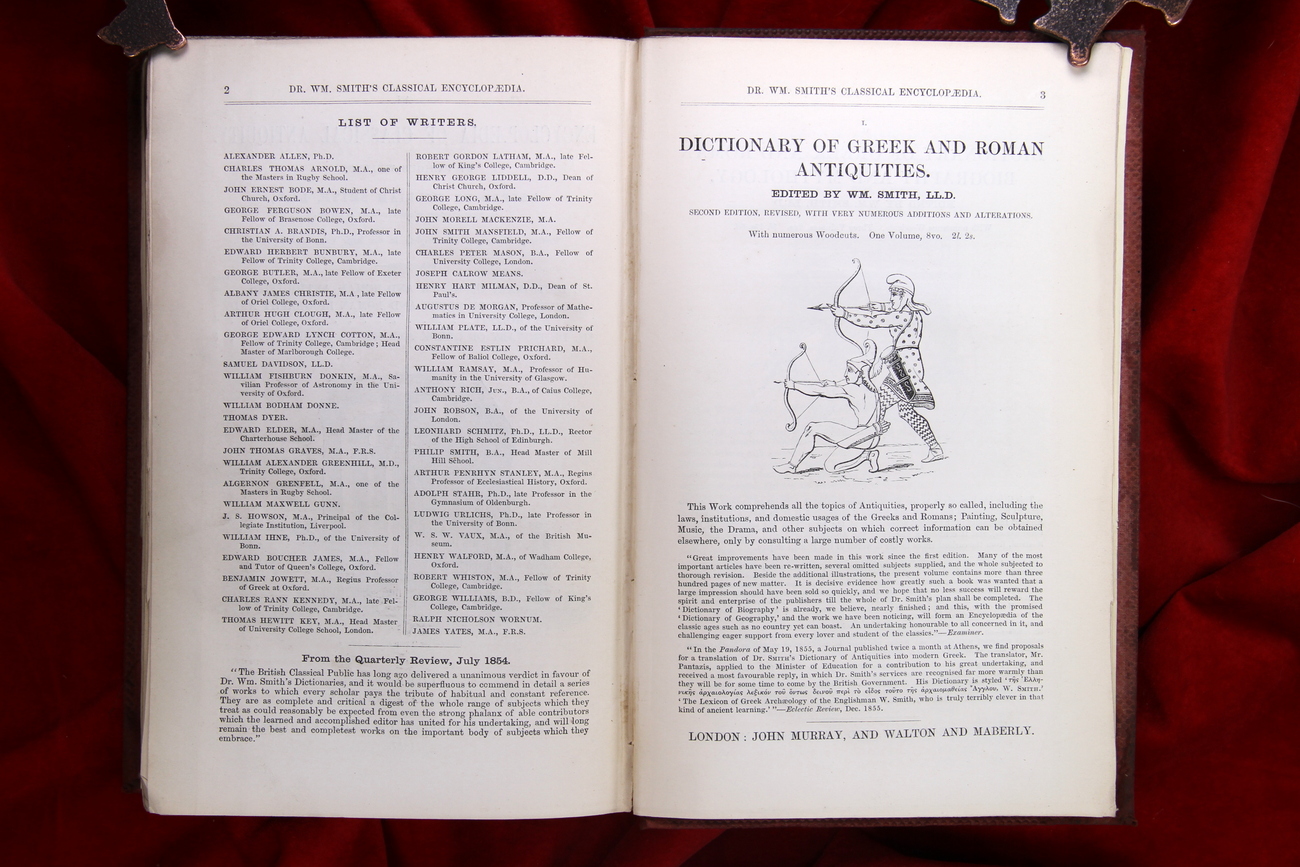 2
DR. WM. SMITH'S CLASSICAL ENCYCLOPÆDIA.
LIST OF WRITERS.
ALEXANDER ALLEN, Ph.D.
CHARLES THOMAS ARNOLD, M.A., one of
the Masters in Rugby School.
JOHN ERNEST BODE, M.A., Student of Christ
Church, Oxford.
GEORGE FERGUSON BOWEN, M.A., late
Fellow of Brasenose College, Oxford.
CHRISTIAN A. BRANDIS, Ph.D., Professor in
the University of Bonn.
EDWARD HERBERT BUNBURY, M.A., late
Fellow of Trinity College, Cambridge.
GEORGE BUTLER, M.A., late Fellow of Exeter
College, Oxford.
ALBANY JAMES CHRISTIE, M.A, late Fellow
of Oriel College, Oxford.
ARTHUR HUGH CLOUGH, M.A., late Fellow
of Oriel College, Oxford.
GEORGE EDWARD LYNCH COTTON, M.A.,
Fellow of Trinity College, Cambridge; Head
Master of Marlborough College.
SAMUEL DAVIDSON, LL.D.
WILLIAM FISHBURN DONKIN, M.A., Sa-
vilian Professor of Astronomy in the Uni-
versity of Oxford.
WILLIAM BODHAM DONNE.
THOMAS DYER.
EDWARD ELDER, M.A., Head Master of the
Charterhouse School.
JOHN THOMAS GRAVES, M.A., F.R.S.
WILLIAM ALEXANDER GREENHILL, M.D.,
Trinity College, Oxford.
ALGERNON GRENFELL, M.A., one of the
Masters in Rugby School.
WILLIAM MAXWELL GUNN.
J. S. HOWSON, M.A., Principal of the Col-
legiate Institution, Liverpool.
WILLIAM IHNE, Ph.D., of the University of
Bonn.
EDWARD BOUCHER JAMES, M.A., Fellow
and Tutor of Queen's College, Oxford.
BENJAMIN JOWETT, M.A., Regius Professor
of Greek at Oxford.
CHARLES RANN KENNEDY, M.A., late Fel-
low of Trinity College, Cambridge.
THOMAS HEWITT KEY, M.A., Head Master
of University College School, London.
ROBERT GORDON LATHAM, M.A., late Fel-
low of King's College, Cambridge.
HENRY GEORGE LIDDELL, D.D., Dean of
Christ Church, Oxford.
GEORGE LONG, M.A., late Fellow of Trinity
College, Cambridge.
JOHN MORELL MACKENZIE, M.A.
JOHN SMITH MANSFIELD, M.A., Fellow of
Trinity College, Cambridge.
CHARLES PETER MASON, B.A., Fellow of
University College, London.
JOSEPH CALROW MEANS.
HENRY HART MILMAN, D.D., Dean of St.
Paul's.
AUGUSTUS DE MORGAN, Professor of Mathe-
matics in University College, London.
WILLIAM PLATE, LL.D., of the University of
Bonn.
CONSTANTINE ESTLIN PRICHARD, M.A.,
Fellow of Baliol College, Oxford.
WILLIAM RAMSAY, M.A., Professor of Hu-
manity in the University of Glasgow.
ANTHONY RICH, Jun., B.A., of Caius College,
Cambridge.
JOHN ROBSON, B.A., of the University of
London.
LEONHARD SCHMITZ, Ph.D., LL.D., Rector
of the High School of Edinburgh.
PHILIP SMITH, B.A., Head Master of Mill
Hill School.
ARTHUR PENRHYN STANLEY, M.A., Regius
Professor of Ecclesiastical History, Oxford.
ADOLPH STAHR, Ph.D., late Professor in the
Gymnasium of Oldenburgh.
LUDWIG URLICHS, Ph.D., late Professor in
the University of Bonn.
W. S. W. VAUX, M.A., of the British Mu-
seum.
HENRY WALFORD, M.A., of Wadham College,
Oxford.
ROBERT WHISTON, M.A., Fellow of Trinity
College, Cambridge.
GEORGE WILLIAMS, B.D., Fellow of King's
College, Cambridge.
RALPH NICHOLSON WORNUM.
JAMES YATES, M.A., F.R.S.
From the Quarterly Review, July 1854.
"The British Classical Public has long ago delivered a unanimous verdict in favour of
Dr. Wm. Smith's Dictionaries, and it would be superfluous to commend in detail a series
of works to which every scholar pays the tribute of habitual and constant reference.
They are as complete and critical a digest of the whole range of subjects which they
treat as could reasonably be expected from even the strong phalanx of able contributors
which the learned and accomplished editor has united for his undertaking, and will long
remain the best and completest works on the important body of subjects which they
embrace."
DR. WM. SMITH'S CLASSICAL ENCYCLOPÆDIA.
3
I.
DICTIONARY OF GREEK AND ROMAN
ANTIQUITIES.
EDITED BY WM. SMITH, LL.D.
SECOND EDITION, REVISED, WITH VERY NUMEROUS ADDITIONS AND ALTERATIONS.
With numerous Woodcuts. One Volume, 8vo. 2l. 2s.
This Work comprehends all the topics of Antiquities, properly so called, including the
laws, institutions, and domestic usages of the Greeks and Romans; Painting, Sculpture,
Music, the Drama, and other subjects on which correct information can be obtained
elsewhere, only by consulting a large number of costly works.
"Great improvements have been made in this work since the first edition. Many of the most
important articles have been re-written, several omitted subjects supplied, and the whole subjected to
thorough revision. Beside the additional illustrations, the present volume contains more than three
hundred pages of new matter. It is decisive evidence how greatly such a book was wanted that a
large impression should have been sold so quickly, and we hope that no less success will reward the
spirit and enterprise of the publishers till the whole of Dr. Smith's plan shall be completed. The
'Dictionary of Biography' is already, we believe, nearly finished; and this, with the promised
'Dictionary of Geography,' and the work we have been noticing, will form an Encyclopædia of the
classic ages such as no country yet can boast. An undertaking honourable to all concerned in it, and
challenging eager support from every lover and student of the classics."—Examiner.
"In the Pandora of May 19, 1855, a Journal published twice a month at Athens, we find proposals
for a translation of Dr. SMITH's Dictionary of Antiquities into modern Greek. The translator, Mr.
Pantazis, applied to the Minister of Education for a contribution to his great undertaking, and
received a most favourable reply, in which Dr. Smith's services are recognised far more warmly than
they will be for some time to come by the British Government. His Dictionary is styled 'τῆς Ἑλλη-
νικῆς ἀρχαιολογίας λεξικὸν τοῦ ὄντως δεινοῦ περὶ τὸ εἶδος τοῦτο τῆς ἀρχαιομαθείας Ἄγγλου, W. SMITH.'
'The Lexicon of Greek Archæology of the Englishman W. Smith, who is truly terribly clever in that
kind of ancient learning.'"—Eclectic Review, Dec. 1855.
LONDON: JOHN MURRAY, AND WALTON AND MABERLY.